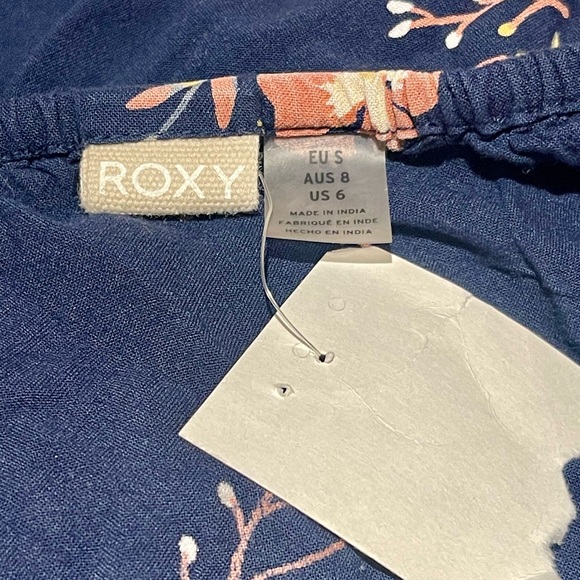 ROXY
EU S
AUS 8
US 6
MADE IN INDIA
FABRIQUÉ EN INDE
HECHO EN INDIA